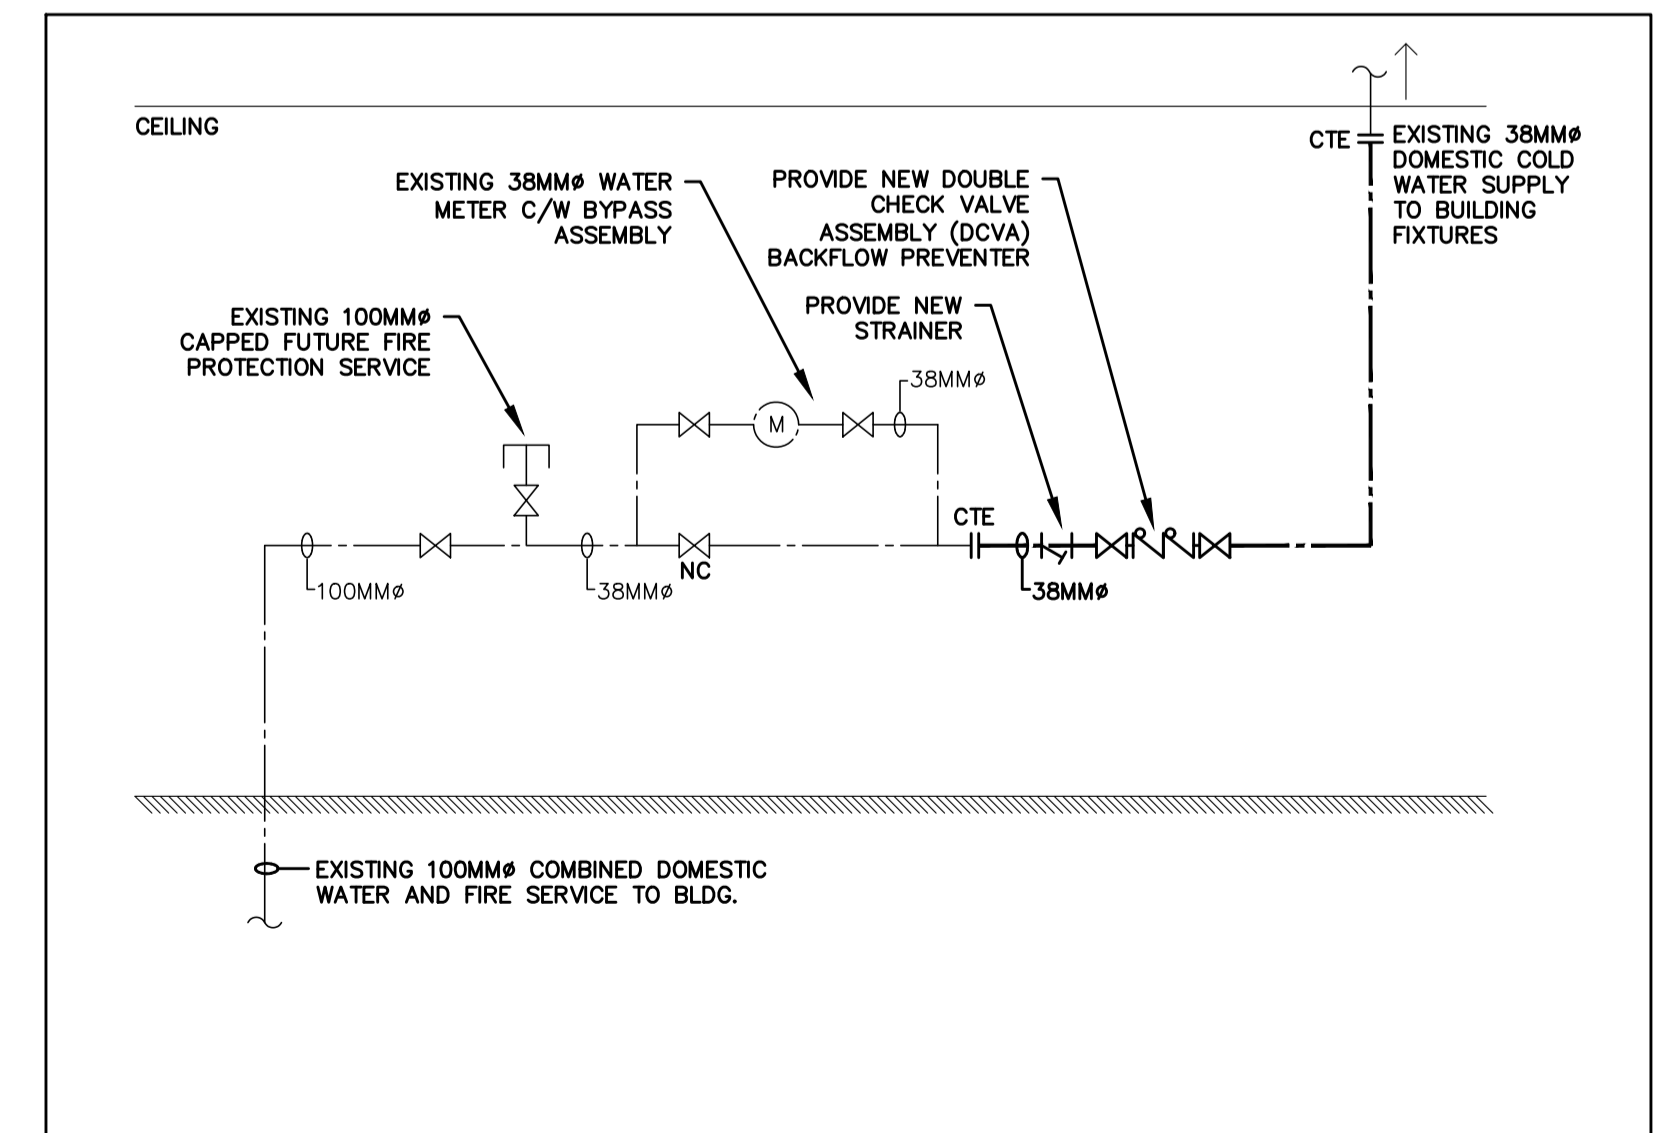 CEILING
CTE
EXISTING 38MMØ
DOMESTIC COLD
WATER SUPPLY
TO BUILDING
FIXTURES
EXISTING 38MMØ WATER
METER C/W BYPASS
ASSEMBLY
PROVIDE NEW DOUBLE
CHECK VALVE
ASSEMBLY (DCVA)
BACKFLOW PREVENTER
PROVIDE NEW
STRAINER
EXISTING 100MMØ
CAPPED FUTURE FIRE
PROTECTION SERVICE
38MMØ
M
CTE
NC
100MMØ
38MMØ
38MMØ
EXISTING 100MMØ COMBINED DOMESTIC
WATER AND FIRE SERVICE TO BLDG.